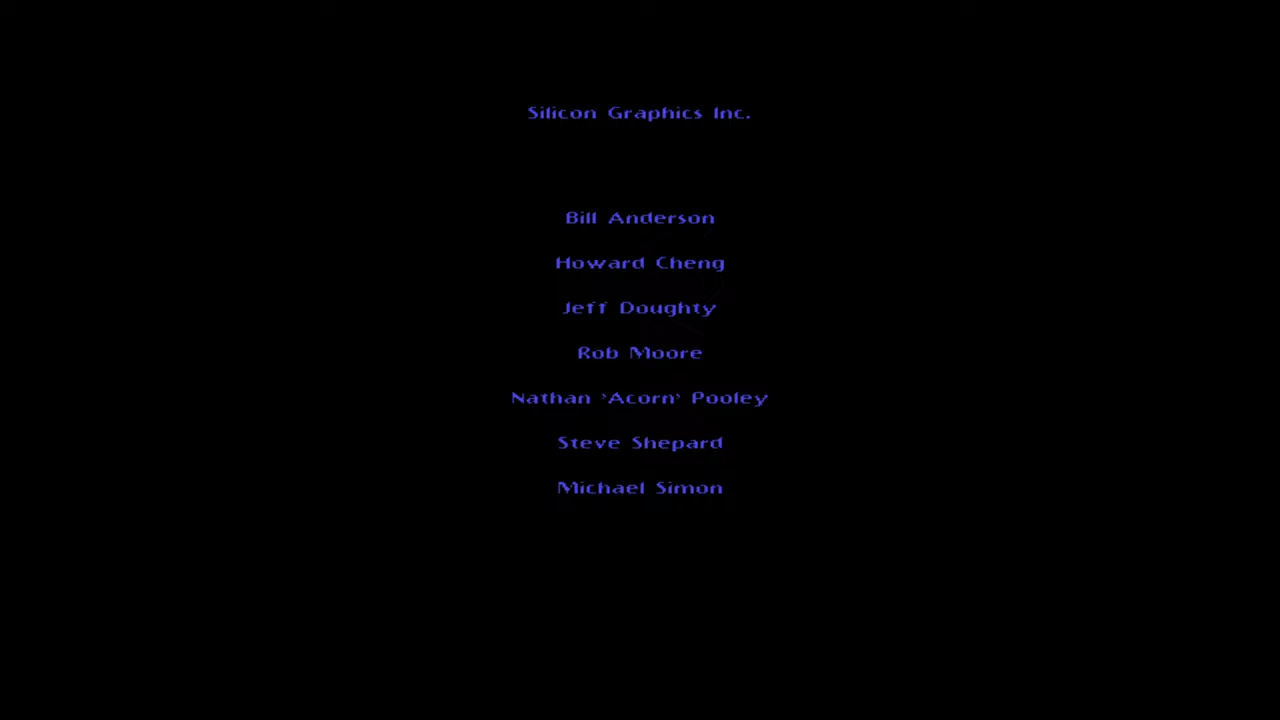 Silicon Graphics Inc.
Bill Anderson
Howard Cheng
Jeff Doughty
Rob Moore
Nathan 'Acorn' Pooley
Steve Shepard
Michael Simon